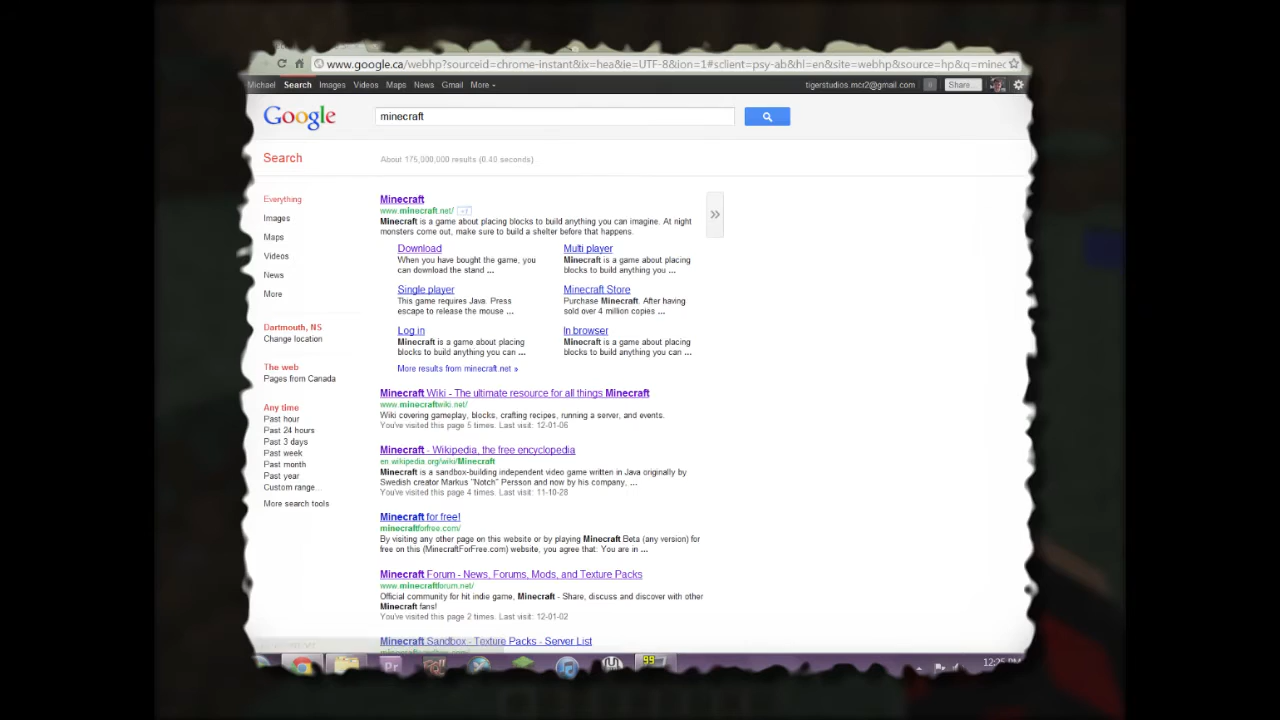 www.google.ca/webhp?sourceid=chrome-instant&ix=hea&ie=UTF-8&ion=1#sclient=psy-ab&hl=en&site=webhp&source=hp&q=minec
Michael Search Images Videos Maps News Gmail More
tigerstudios.mcr2@gmail.com Share...
Google
minecraft
Search
About 175,000,000 results (0.40 seconds)
Everything
Images
Maps
Videos
News
More
Dartmouth, NS
Change location
The web
Pages from Canada
Any time
Past hour
Past 24 hours
Past 3 days
Past week
Past month
Past year
Custom range...
More search tools
Minecraft
www.minecraft.net/ +1
Minecraft is a game about placing blocks to build anything you can imagine. At night
monsters come out, make sure to build a shelter before that happens.
Download
When you have bought the game, you
can download the stand ...
Multi player
Minecraft is a game about placing
blocks to build anything you ...
Single player
This game requires Java. Press
escape to release the mouse ...
Minecraft Store
Purchase Minecraft. After having
sold over 4 million copies ...
Log in
Minecraft is a game about placing
blocks to build anything you can ...
In browser
Minecraft is a game about placing
blocks to build anything you can ...
More results from minecraft.net »
Minecraft Wiki - The ultimate resource for all things Minecraft
www.minecraftwiki.net/
Wiki covering gameplay, blocks, crafting recipes, running a server, and events.
You've visited this page 5 times. Last visit: 12-01-06
Minecraft - Wikipedia, the free encyclopedia
en.wikipedia.org/wiki/Minecraft
Minecraft is a sandbox-building independent video game written in Java originally by
Swedish creator Markus "Notch" Persson and now by his company, ...
You've visited this page 4 times. Last visit: 11-10-28
Minecraft for free!
minecraftforfree.com/
By visiting any other page on this website or by playing Minecraft Beta (any version) for
free on this (MinecraftForFree.com) website, you agree that: You are in ...
Minecraft Forum - News, Forums, Mods, and Texture Packs
www.minecraftforum.net/
Official community for hit indie game, Minecraft - Share, discuss and discover with other
Minecraft fans!
You've visited this page 2 times. Last visit: 12-01-02
Minecraft Sandbox - Texture Packs - Server List
Pr
99